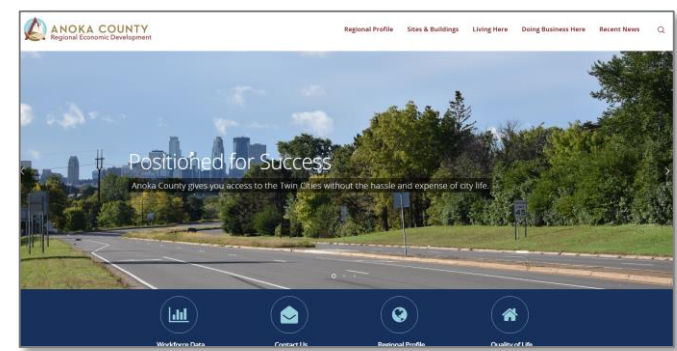 ANOKA COUNTY
Regional Economic Development
Regional Profile Sites & Buildings Living Here Doing Business Here Recent News
Positioned for Success
Anoka County gives you access to the Twin Cities without the hassle and expense of city life.
Workforce Data Contact Us Regional Profile Quality of Life